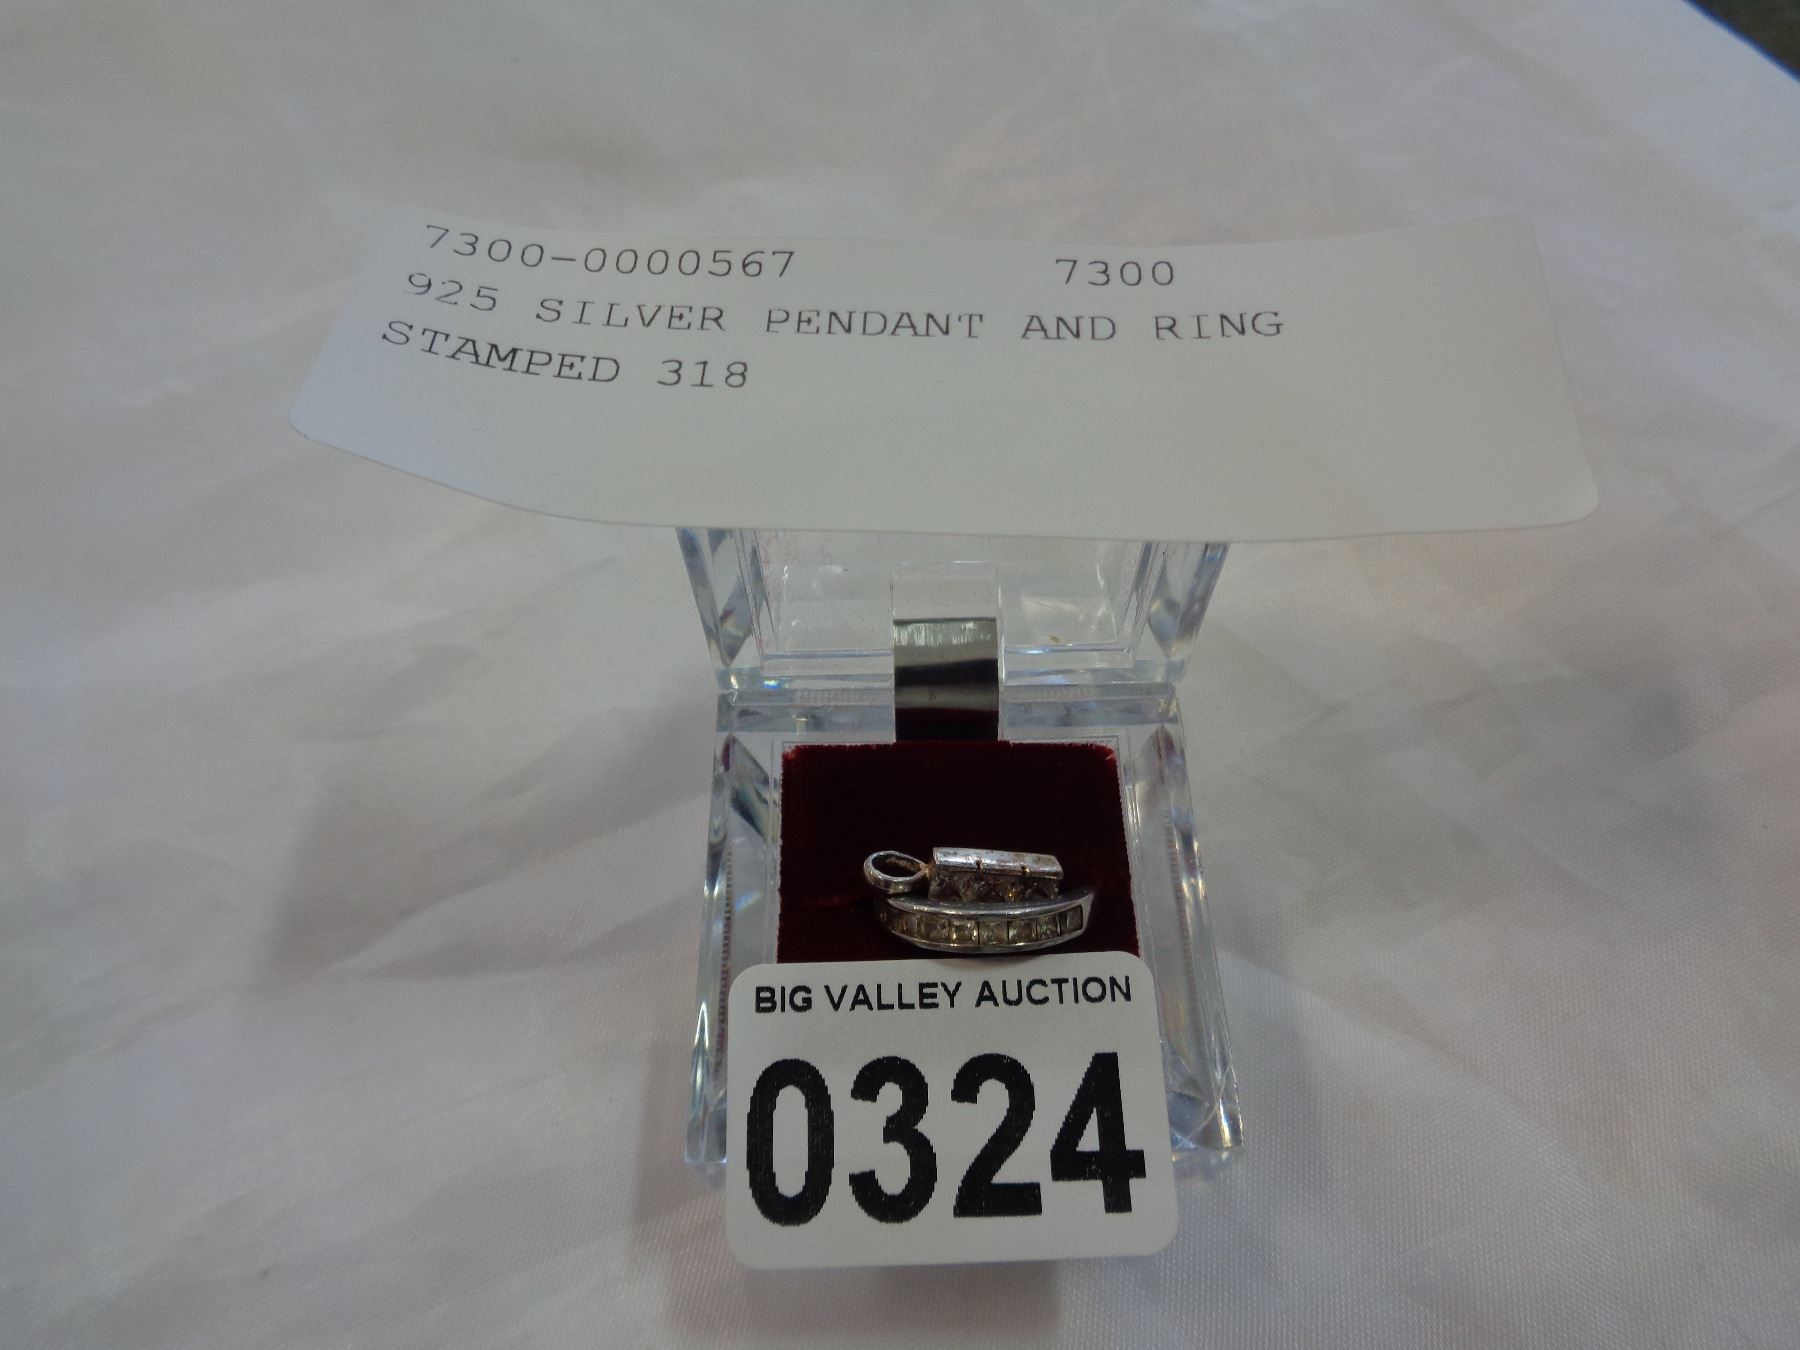 7300-0000567 7300
925 SILVER PENDANT AND RING
STAMPED 318
BIG VALLEY AUCTION
0324